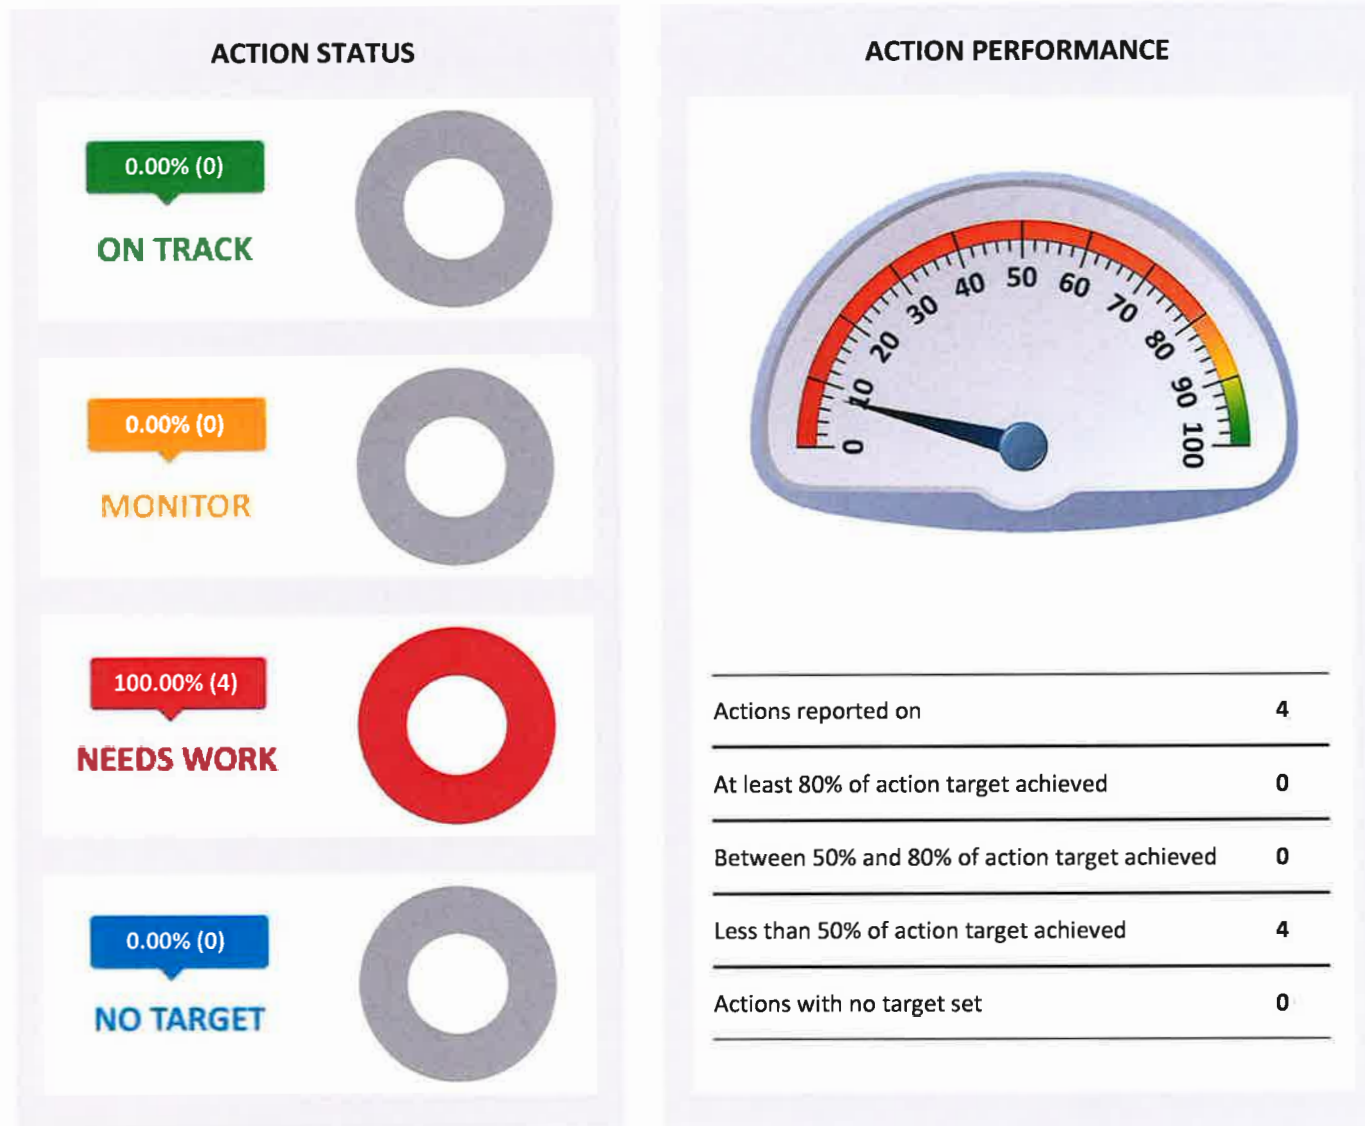 ACTION STATUS
0.00% (0)
ON TRACK
0.00% (0)
MONITOR
100.00% (4)
NEEDS WORK
0.00% (0)
NO TARGET
ACTION PERFORMANCE
0 10 20 30 40 50 60 70 80 90 100
Actions reported on 4
At least 80% of action target achieved 0
Between 50% and 80% of action target achieved 0
Less than 50% of action target achieved 4
Actions with no target set 0